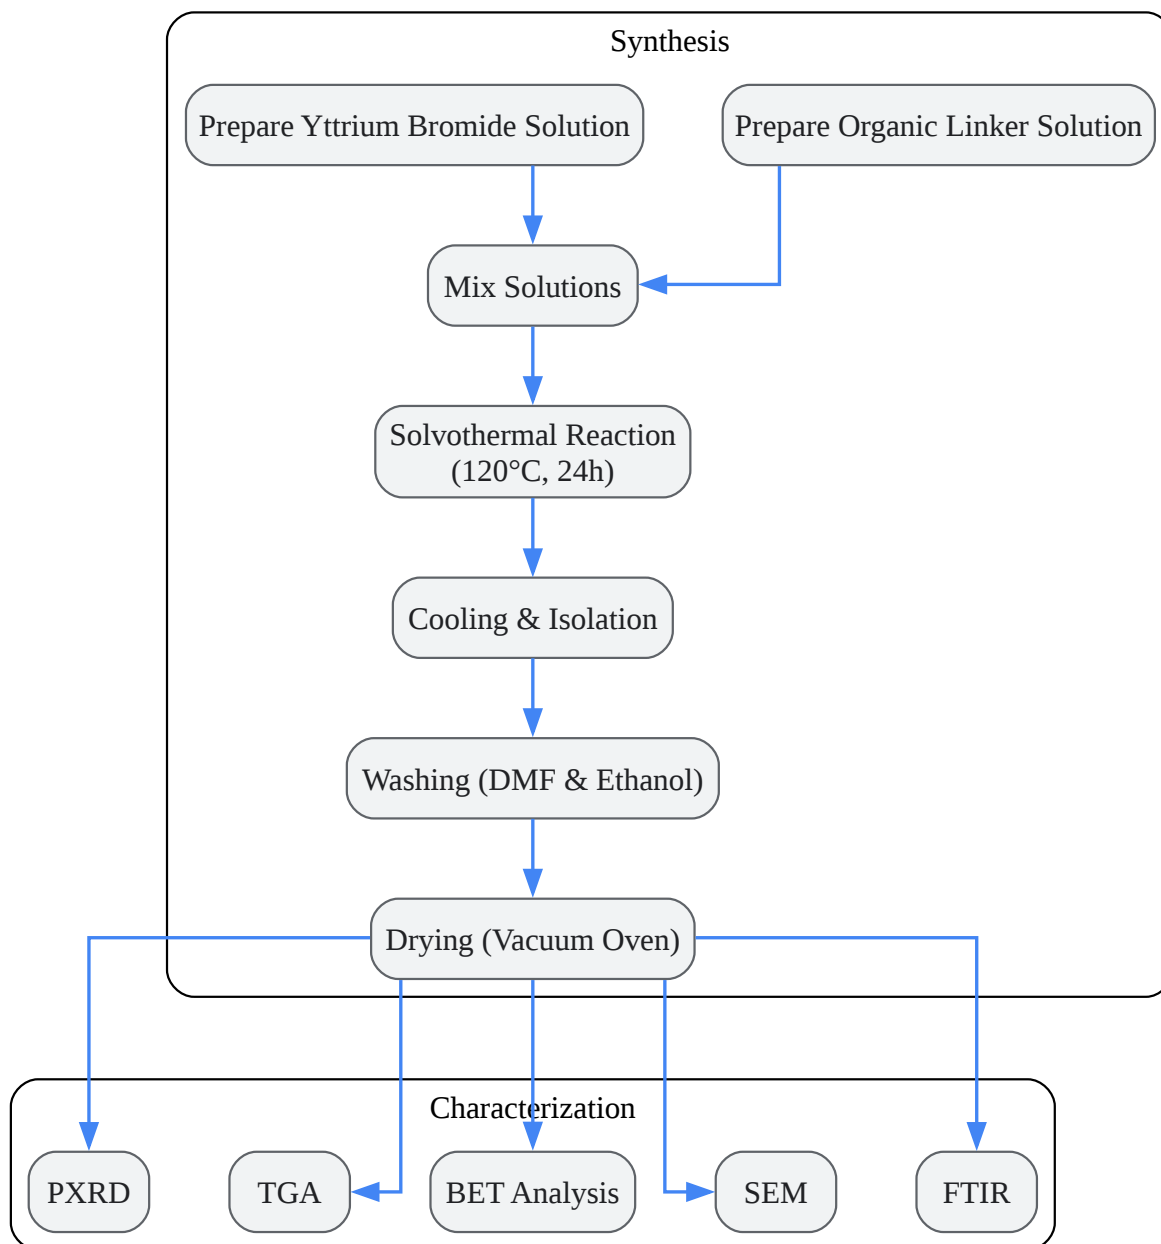 Synthesis
Prepare Yttrium Bromide Solution
Prepare Organic Linker Solution
Mix Solutions
Solvothermal Reaction
(120°C, 24h)
Cooling & Isolation
Washing (DMF & Ethanol)
Drying (Vacuum Oven)
Characterization
PXRD
TGA
BET Analysis
SEM
FTIR